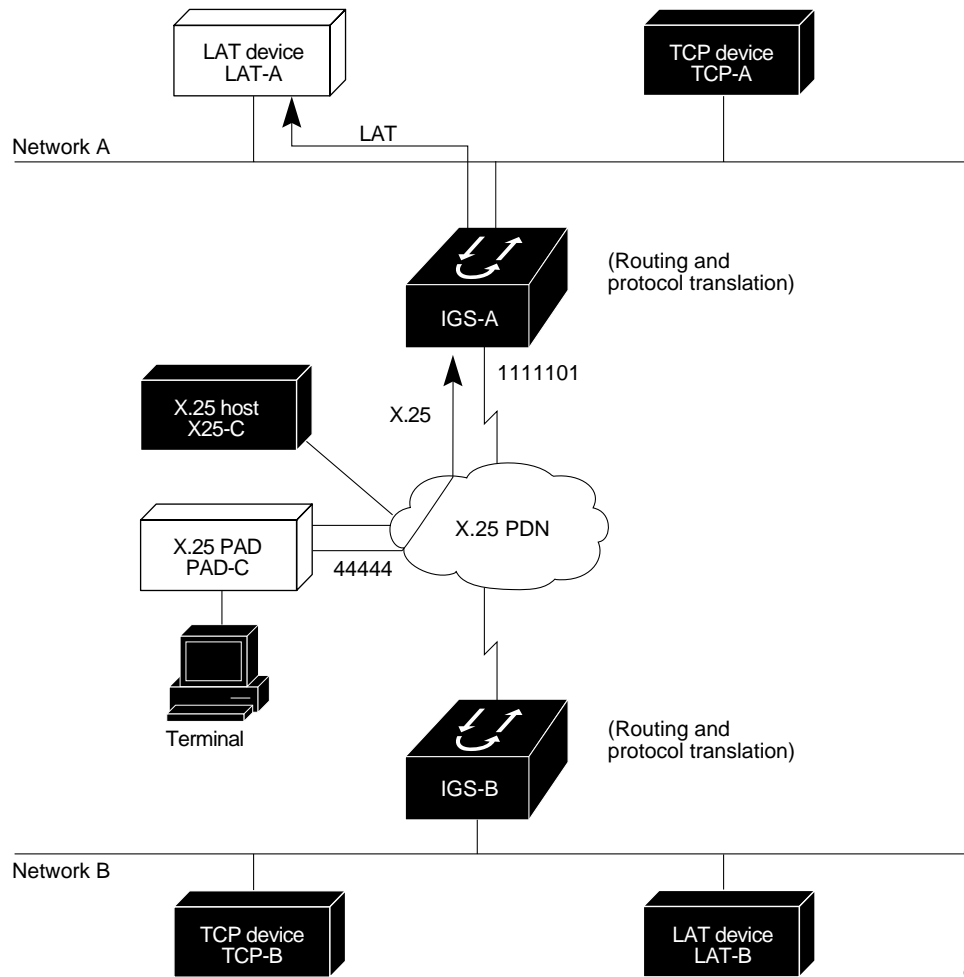 LAT device
LAT-A
TCP device
TCP-A
LAT
Network A
(Routing and
protocol translation)
IGS-A
1111101
X.25 host
X25-C
X.25
X.25 PDN
X.25 PAD
PAD-C
44444
Terminal
(Routing and
protocol translation)
IGS-B
Network B
TCP device
TCP-B
LAT device
LAT-B